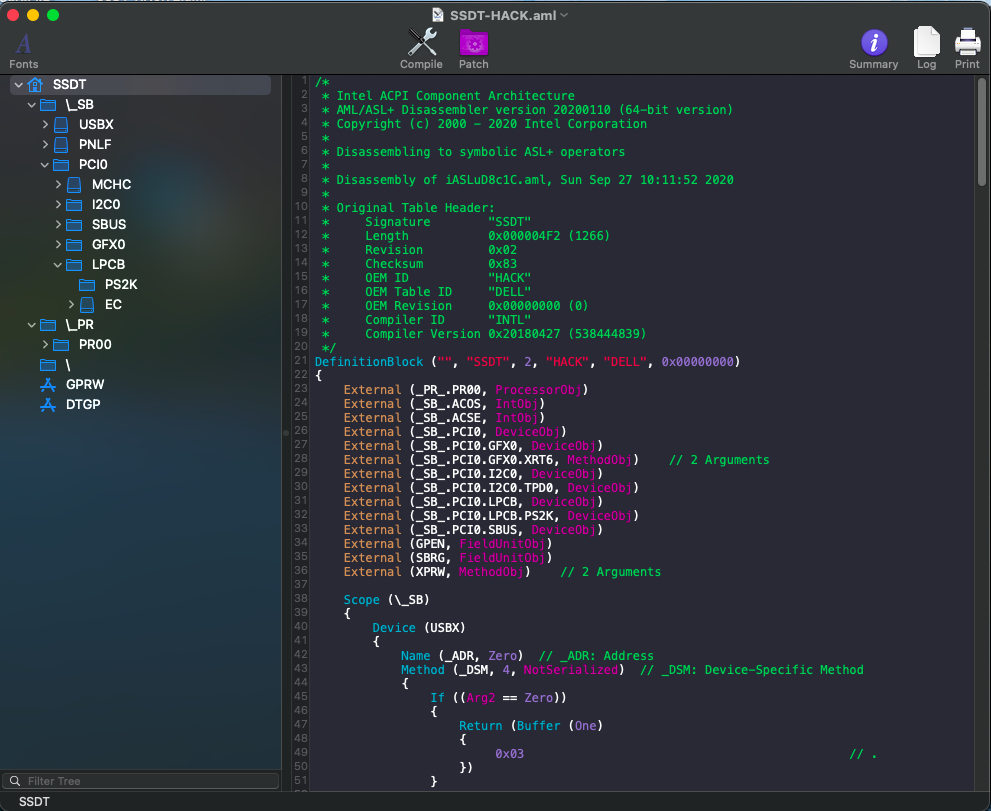 SSDT-HACK.aml
Fonts
Compile
Patch
Summary
Log
Print
SSDT
\_SB
USBX
PNLF
PCI0
MCHC
I2C0
SBUS
GFX0
LPCB
PS2K
EC
\_PR
PR00
\
GPRW
DTGP
Filter Tree
SSDT
1 /*
2 * Intel ACPI Component Architecture
3 * AML/ASL+ Disassembler version 20200110 (64-bit version)
4 * Copyright (c) 2000 - 2020 Intel Corporation
5 *
6 * Disassembling to symbolic ASL+ operators
7 *
8 * Disassembly of iASLuD8c1C.aml, Sun Sep 27 10:11:52 2020
9 *
10 * Original Table Header:
11 *     Signature        "SSDT"
12 *     Length           0x000004F2 (1266)
13 *     Revision         0x02
14 *     Checksum         0x83
15 *     OEM ID           "HACK"
16 *     OEM Table ID     "DELL"
17 *     OEM Revision     0x00000000 (0)
18 *     Compiler ID      "INTL"
19 *     Compiler Version 0x20180427 (538444839)
20 */
21 DefinitionBlock ("", "SSDT", 2, "HACK", "DELL", 0x00000000)
22 {
23     External (_PR_.PR00, ProcessorObj)
24     External (_SB_.ACOS, IntObj)
25     External (_SB_.ACSE, IntObj)
26     External (_SB_.PCI0, DeviceObj)
27     External (_SB_.PCI0.GFX0, DeviceObj)
28     External (_SB_.PCI0.GFX0.XRT6, MethodObj)    // 2 Arguments
29     External (_SB_.PCI0.I2C0, DeviceObj)
30     External (_SB_.PCI0.I2C0.TPD0, DeviceObj)
31     External (_SB_.PCI0.LPCB, DeviceObj)
32     External (_SB_.PCI0.LPCB.PS2K, DeviceObj)
33     External (_SB_.PCI0.SBUS, DeviceObj)
34     External (GPEN, FieldUnitObj)
35     External (SBRG, FieldUnitObj)
36     External (XPRW, MethodObj)    // 2 Arguments
37
38     Scope (\_SB)
39     {
40         Device (USBX)
41         {
42             Name (_ADR, Zero)  // _ADR: Address
43             Method (_DSM, 4, NotSerialized)  // _DSM: Device-Specific Method
44             {
45                 If ((Arg2 == Zero))
46                 {
47                     Return (Buffer (One)
48                     {
49                          0x03                                             // .
50                     })
51                 }